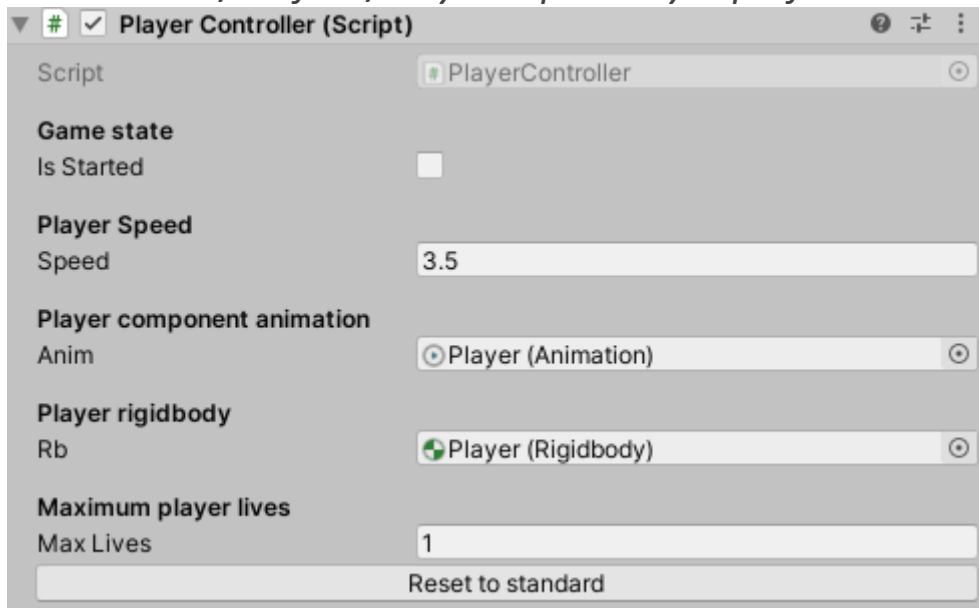 Player Controller (Script)
Script # PlayerController
Game state
Is Started
Player Speed
Speed 3.5
Player component animation
Anim Player (Animation)
Player rigidbody
Rb Player (Rigidbody)
Maximum player lives
Max Lives 1
Reset to standard